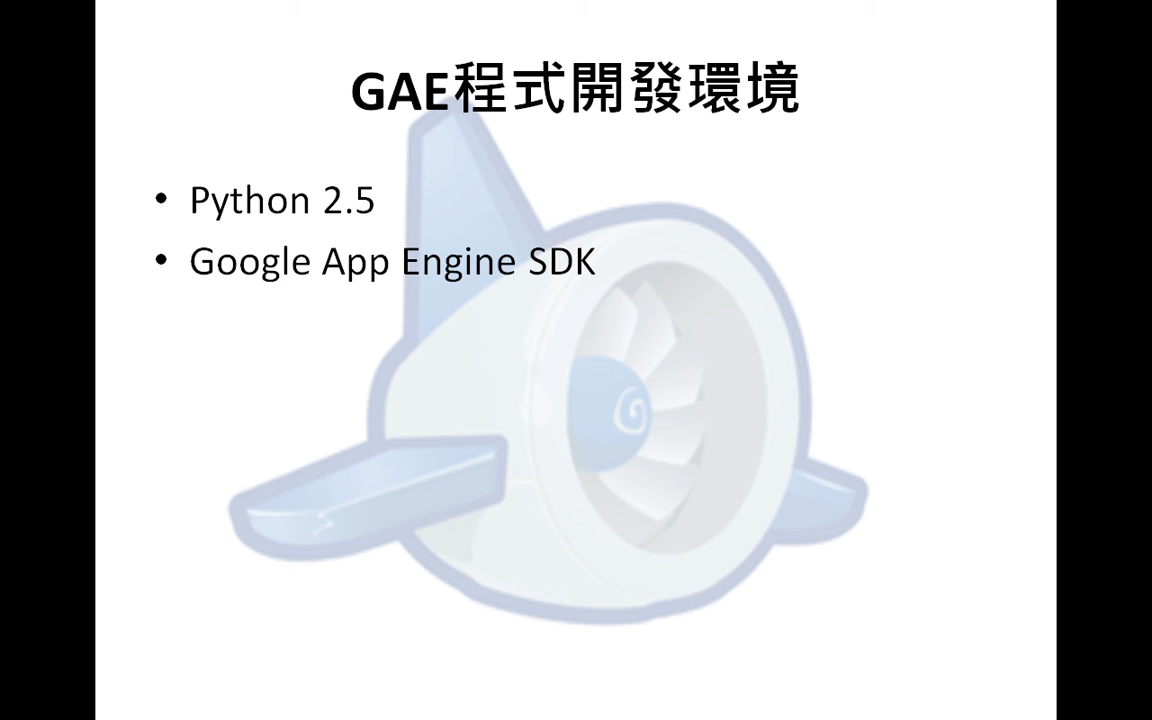 GAE程式開發環境
• Python 2.5
• Google App Engine SDK